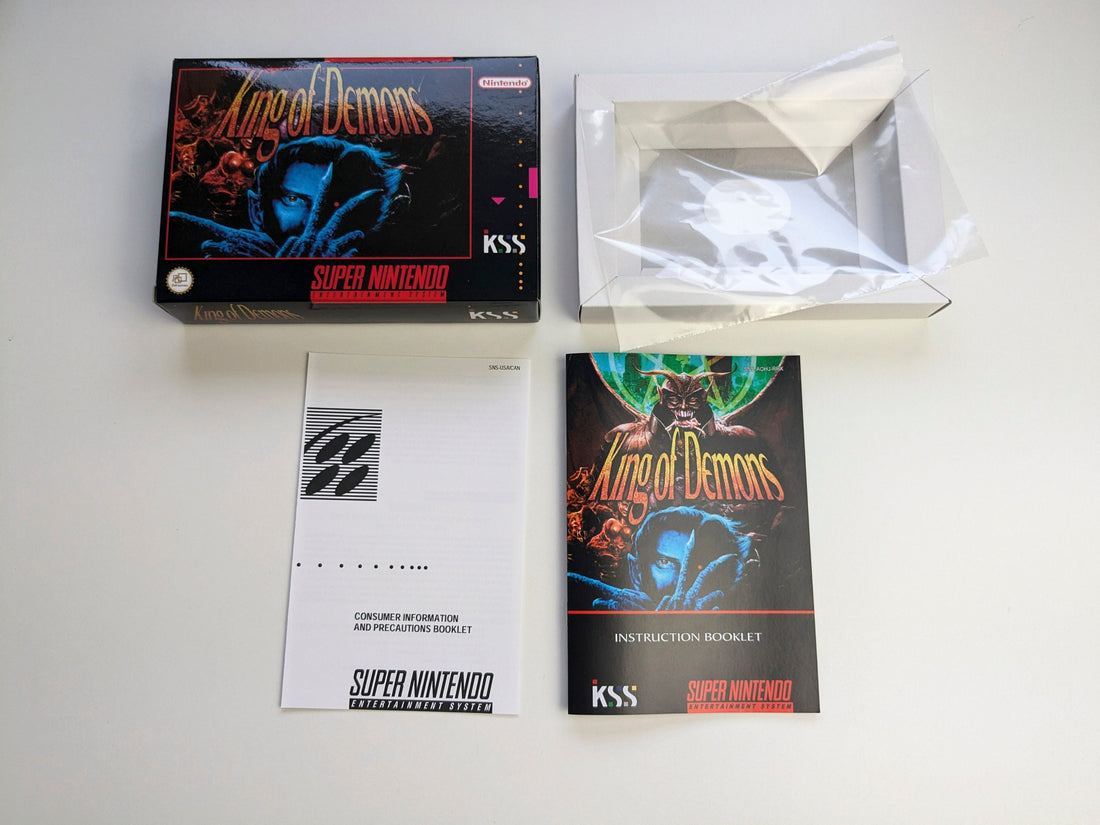 King of Demons
Nintendo
KSS
SUPER NINTENDO
ENTERTAINMENT SYSTEM
King of Demons
KSS
SNS-USA/CAN
CONSUMER INFORMATION
AND PRECAUTIONS BOOKLET
SUPER NINTENDO
ENTERTAINMENT SYSTEM
King of Demons
INSTRUCTION BOOKLET
KSS
SUPER NINTENDO
ENTERTAINMENT SYSTEM